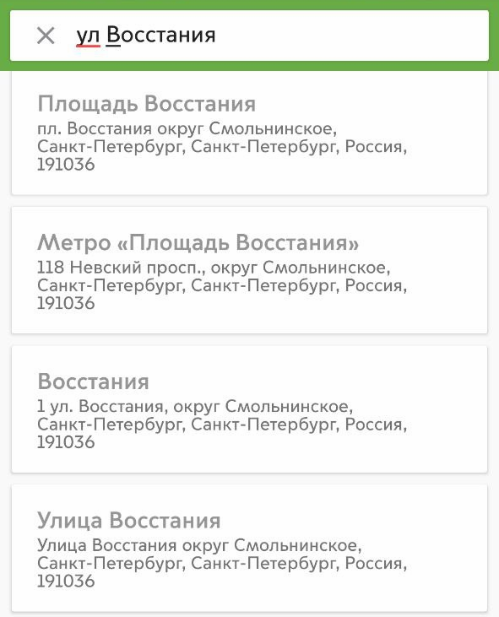 ул Восстания
Площадь Восстания
пл. Восстания округ Смольнинское,
Санкт-Петербург, Санкт-Петербург, Россия,
191036
Метро «Площадь Восстания»
118 Невский просп., округ Смольнинское,
Санкт-Петербург, Санкт-Петербург, Россия,
191036
Восстания
1 ул. Восстания, округ Смольнинское,
Санкт-Петербург, Санкт-Петербург, Россия,
191036
Улица Восстания
Улица Восстания округ Смольнинское,
Санкт-Петербург, Санкт-Петербург, Россия,
191036